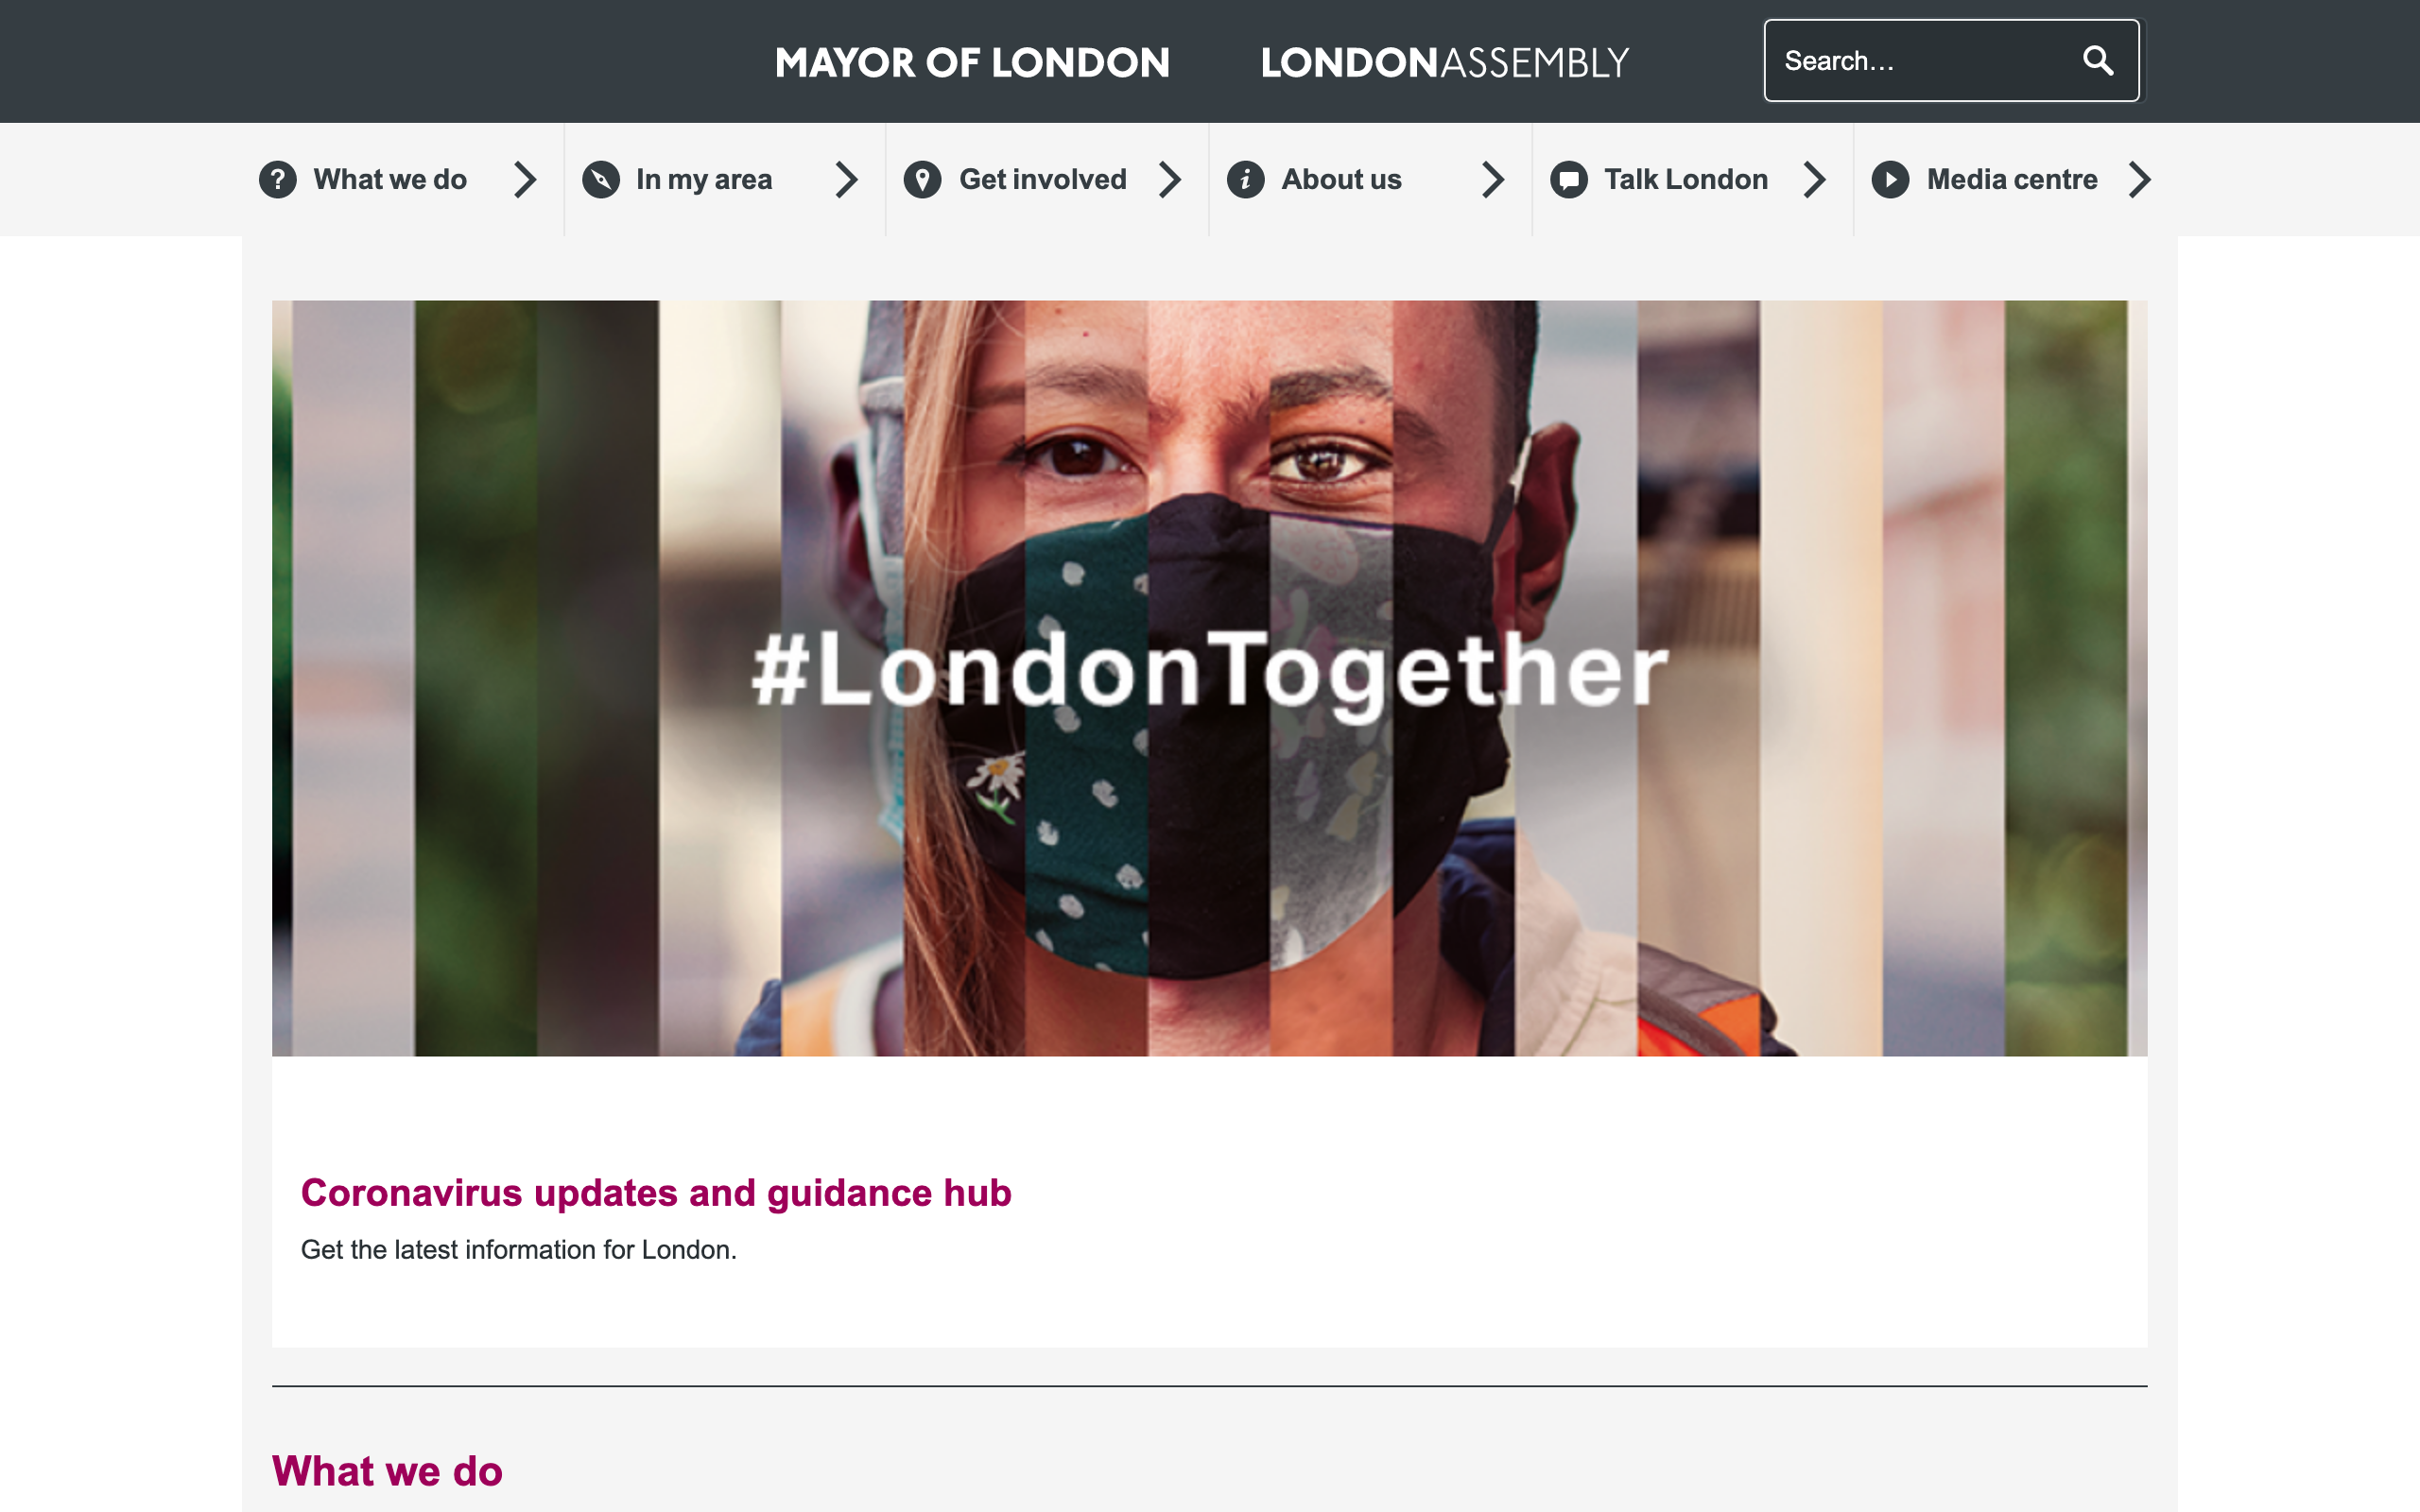 MAYOR OF LONDON
LONDONASSEMBLY
Search...
What we do
In my area
Get involved
About us
Talk London
Media centre
#LondonTogether
Coronavirus updates and guidance hub
Get the latest information for London.
What we do